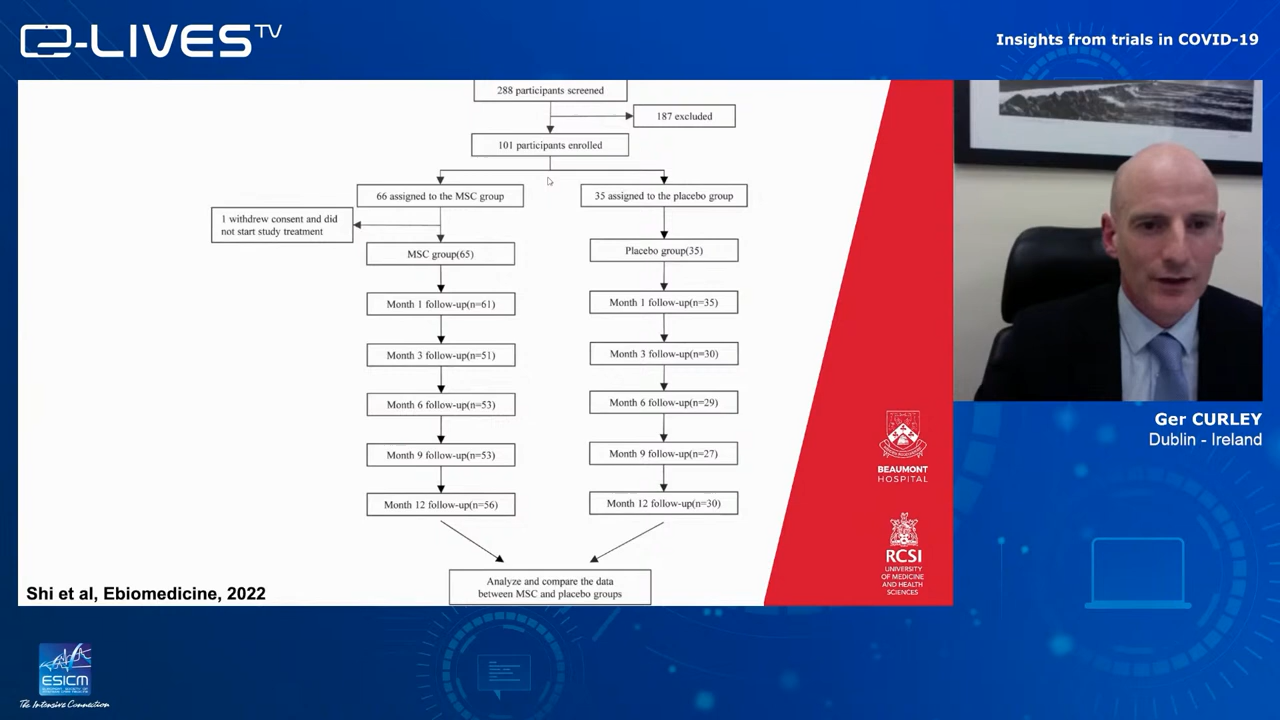 e-LIVES TV
Insights from trials in COVID-19
288 participants screened
187 excluded
101 participants enrolled
66 assigned to the MSC group
35 assigned to the placebo group
1 withdrew consent and did
not start study treatment
MSC group(65)
Placebo group(35)
Month 1 follow-up(n=61)
Month 1 follow-up(n=35)
Month 3 follow-up(n=51)
Month 3 follow-up(n=30)
Month 6 follow-up(n=53)
Month 6 follow-up(n=29)
Month 9 follow-up(n=53)
Month 9 follow-up(n=27)
Month 12 follow-up(n=56)
Month 12 follow-up(n=30)
Analyze and compare the data
between MSC and placebo groups
Shi et al, Ebiomedicine, 2022
BEAUMONT
HOSPITAL
RCSI
UNIVERSITY
OF MEDICINE
AND HEALTH
SCIENCES
Ger CURLEY
Dublin - Ireland
ESICM
The Intensive Connection